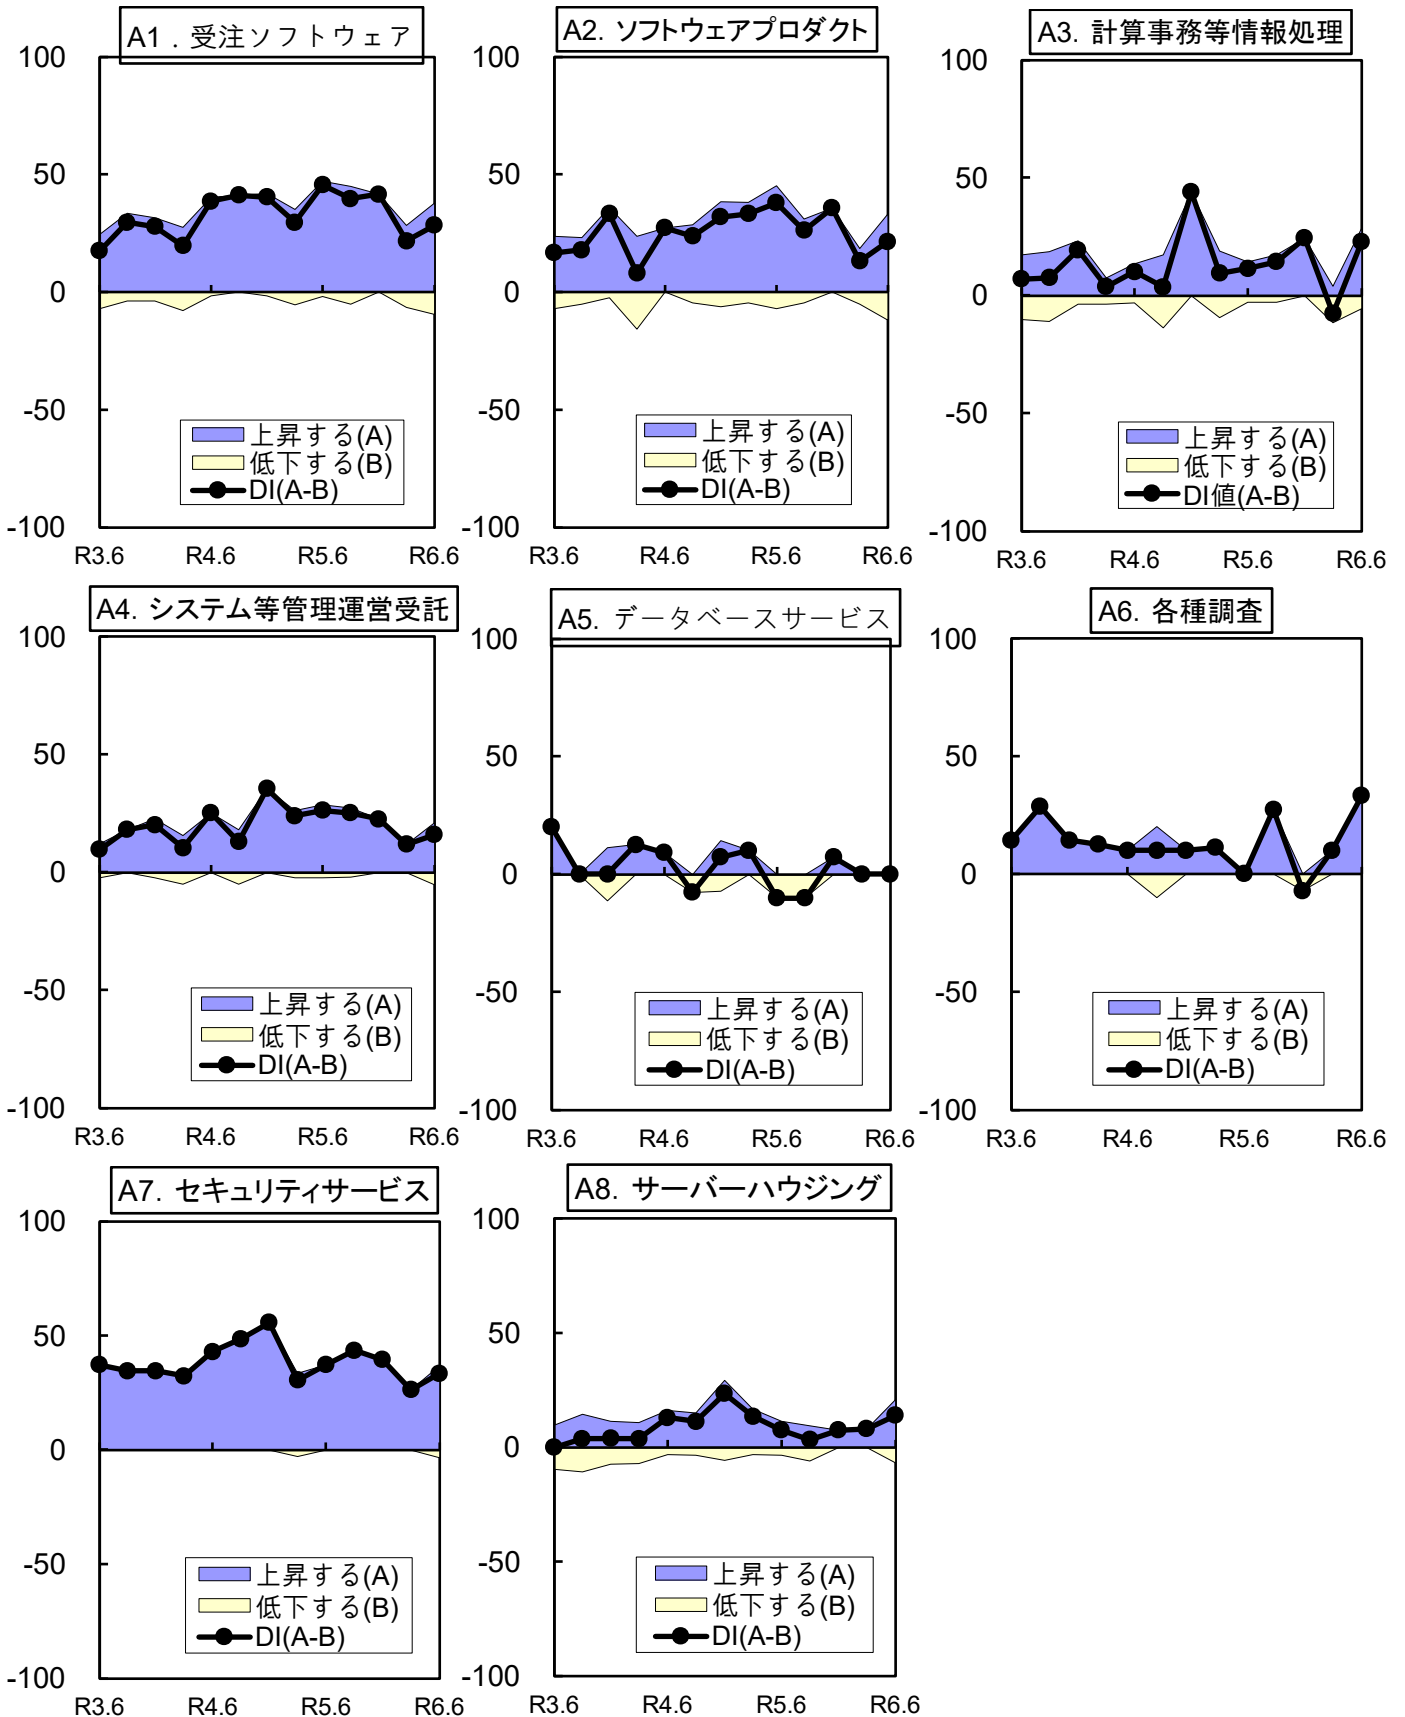 A1．受注ソフトウェア
100
50
0
-50
-100
上昇する(A)
低下する(B)
DI(A-B)
R3.6 R4.6 R5.6 R6.6
A2. ソフトウェアプロダクト
100
50
0
-50
-100
上昇する(A)
低下する(B)
DI(A-B)
R3.6 R4.6 R5.6 R6.6
A3. 計算事務等情報処理
100
50
0
-50
-100
上昇する(A)
低下する(B)
DI値(A-B)
R3.6 R4.6 R5.6 R6.6
A4. システム等管理運営受託
100
50
0
-50
-100
上昇する(A)
低下する(B)
DI(A-B)
R3.6 R4.6 R5.6 R6.6
A5. データベースサービス
100
50
0
-50
-100
上昇する(A)
低下する(B)
DI(A-B)
R3.6 R4.6 R5.6 R6.6
A6. 各種調査
100
50
0
-50
-100
上昇する(A)
低下する(B)
DI(A-B)
R3.6 R4.6 R5.6 R6.6
A7. セキュリティサービス
100
50
0
-50
-100
上昇する(A)
低下する(B)
DI(A-B)
R3.6 R4.6 R5.6 R6.6
A8. サーバーハウジング
100
50
0
-50
-100
上昇する(A)
低下する(B)
DI(A-B)
R3.6 R4.6 R5.6 R6.6